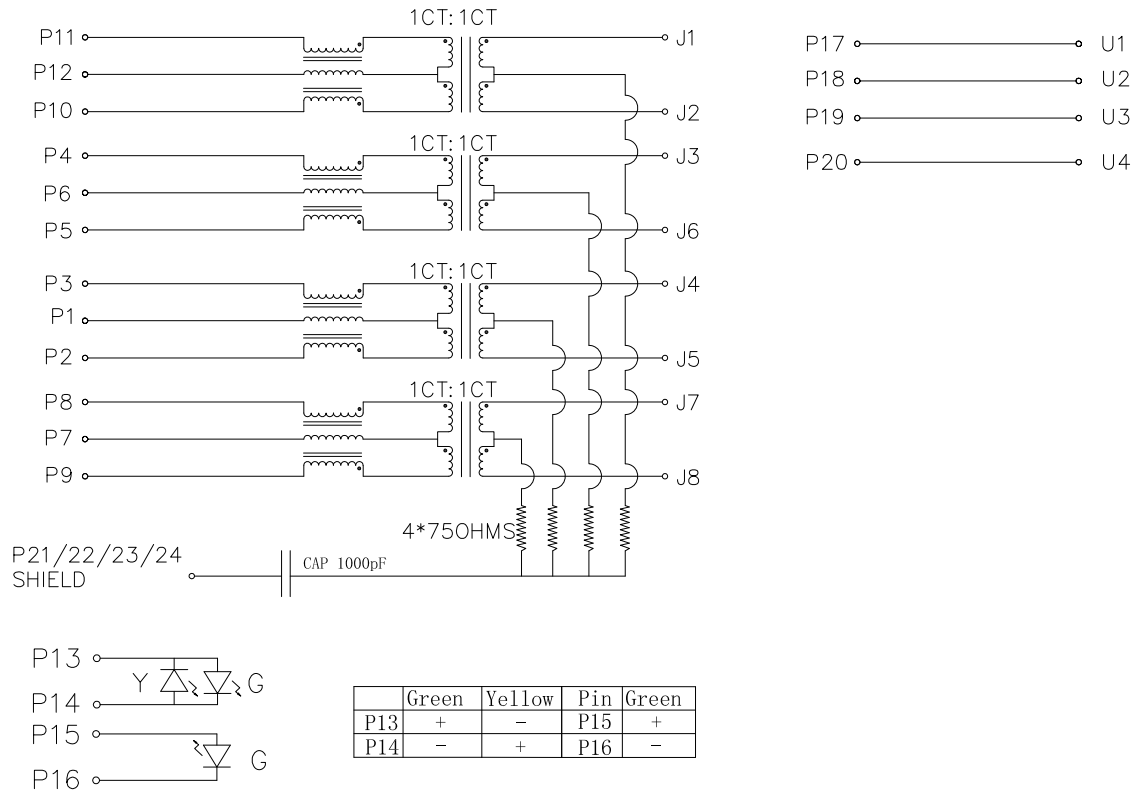 1CT:1CT
P11 J1
P12
P10 J2
1CT:1CT
P4 J3
P6
P5 J6
1CT:1CT
P3 J4
P1
P2 J5
1CT:1CT
P8 J7
P7
P9 J8
4*75OHMS
P21/22/23/24
SHIELD
CAP 1000pF
P17 U1
P18 U2
P19 U3
P20 U4
P13
Y G
P14
P15
G
P16
Green Yellow Pin Green
P13 + - P15 +
P14 - + P16 -